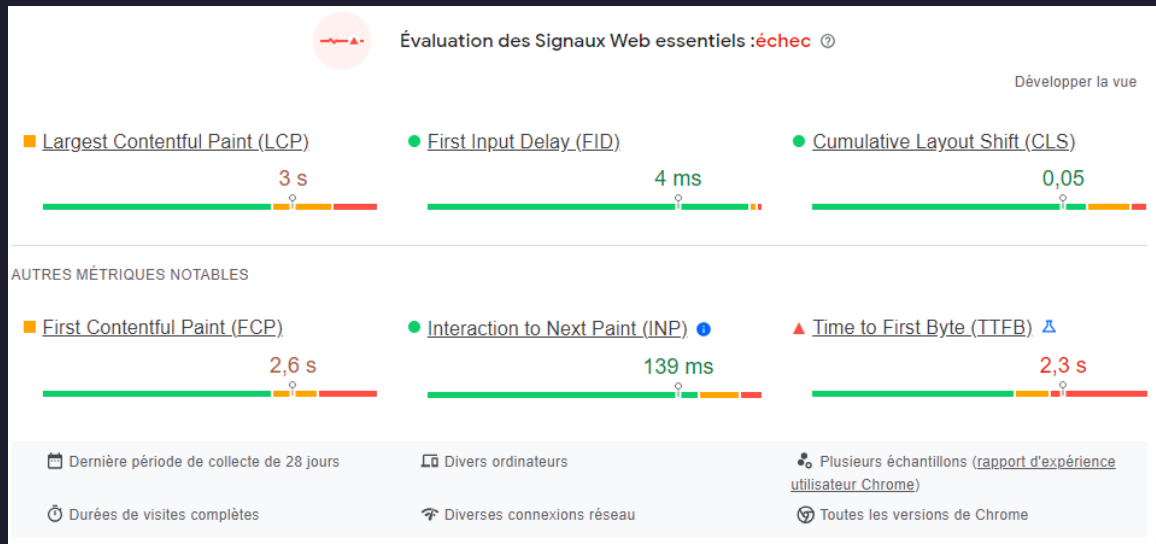 Évaluation des Signaux Web essentiels :échec
Développer la vue
Largest Contentful Paint (LCP)
3 s
First Input Delay (FID)
4 ms
Cumulative Layout Shift (CLS)
0,05
AUTRES MÉTRIQUES NOTABLES
First Contentful Paint (FCP)
2,6 s
Interaction to Next Paint (INP)
139 ms
Time to First Byte (TTFB)
2,3 s
Dernière période de collecte de 28 jours
Divers ordinateurs
Plusieurs échantillons (rapport d'expérience
utilisateur Chrome)
Durées de visites complètes
Diverses connexions réseau
Toutes les versions de Chrome